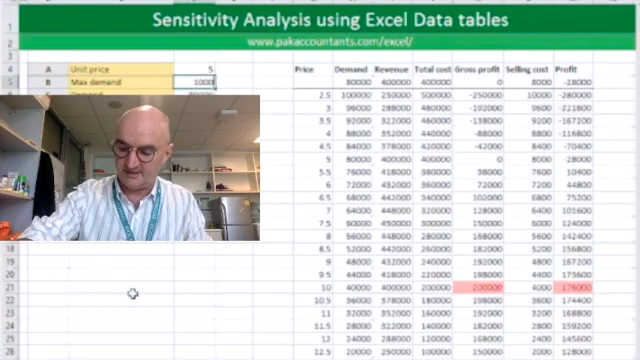 Sensitivity Analysis using Excel Data tables
www.pakaccountants.com/excel/
A Unit price 5
B Max demand 1000
Price Demand Revenue Total cost Gross profit Selling cost Profit
80000 400000 400000 0 8000 -28000
2.5 100000 250000 500000 -250000 10000 -280000
3 96000 288000 480000 -192000 9600 -221600
3.5 92000 322000 460000 -138000 9200 -167200
4 88000 352000 440000 -88000 8800 -116800
4.5 84000 378000 420000 -42000 8400 -70400
5 80000 400000 400000 0 8000 -28000
5.5 76000 418000 380000 38000 7600 10400
6 72000 432000 360000 72000 7200 44800
6.5 68000 442000 340000 102000 6800 75200
7 64000 448000 320000 128000 6400 101600
7.5 60000 450000 300000 150000 6000 124000
8 56000 448000 280000 168000 5600 142400
18 8.5 52000 442000 260000 182000 5200 156800
19 9 48000 432000 240000 192000 4800 167200
20 9.5 44000 418000 220000 198000 4400 173600
21 10 40000 400000 200000 200000 4000 176000
22 10.5 36000 378000 180000 198000 3600 174400
23 11 32000 352000 160000 192000 3200 168800
24 11.5 28000 322000 140000 182000 2800 159200
25 12 24000 288000 120000 168000 2400 145600
26 12.5 20000 250000 100000 150000 2000 128000